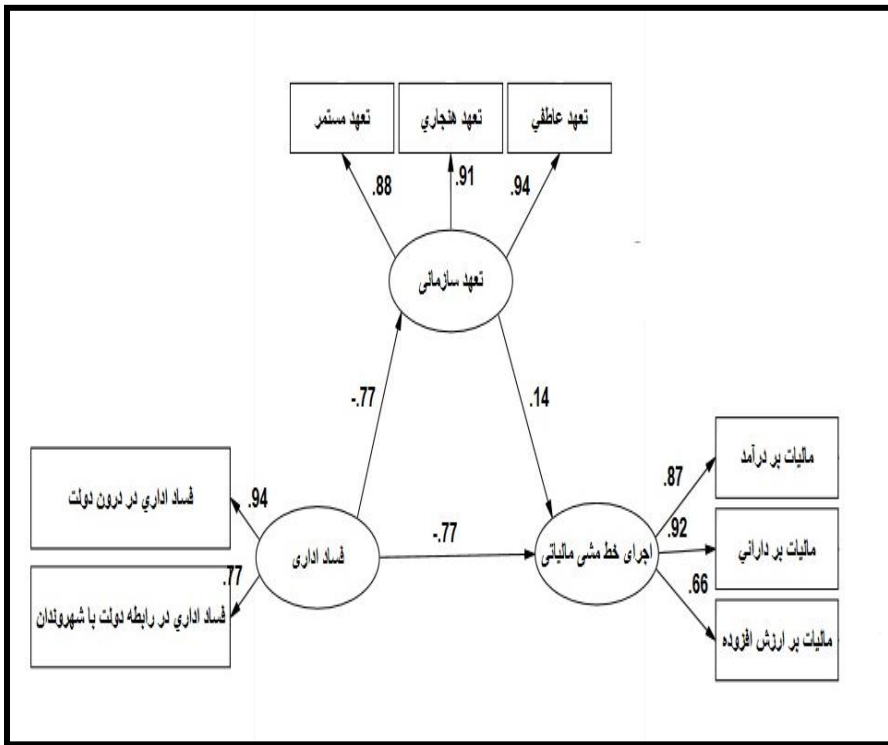 تعهد عاطفي
تعهد هنجاري
تعهد مستمر
.94
.91
.88
تعهد سازمانی
-.77
.14
ماليات بر درآمد
.87
فساد اداري در درون دولت
.94
-.77
.92
ماليات بر دارائي
فساد اداری
اجرای خط مشی مالیاتی
.77
.66
فساد اداري در رابطه دولت با شهروندان
ماليات بر ارزش افزوده